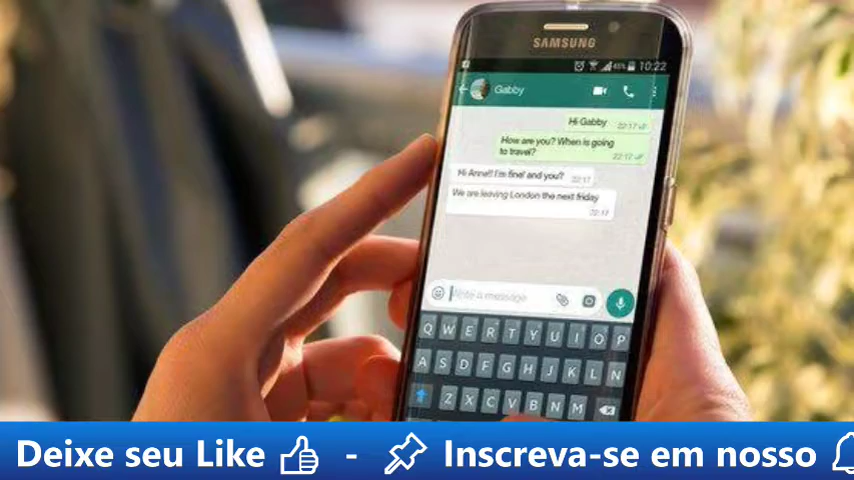 SAMSUNG
45% 10:22
Gabby
Hi Gabby 22:17
How are you? When is going
to travel?
22:17
Hi Anne!! I'm fine! and you? 22:17
We are leaving London the next friday
22:17
Write a message
Q W E R T Y U I O P
A S D F G H J K L N
Z X C V B N M
Deixe seu Like - Inscreva-se em nosso